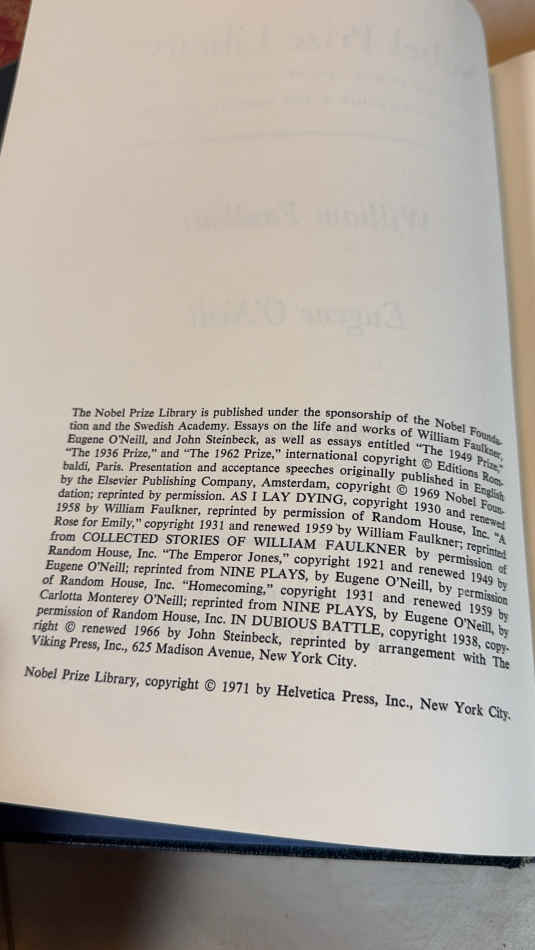 The Nobel Prize Library is published under the sponsorship of the Nobel Founda-
tion and the Swedish Academy. Essays on the life and works of William Faulkner,
Eugene O'Neill, and John Steinbeck, as well as essays entitled “The 1949 Prize,”
“The 1936 Prize,” and “The 1962 Prize,” international copyright © Editions Rom-
baldi, Paris. Presentation and acceptance speeches originally published in English
by the Elsevier Publishing Company, Amsterdam, copyright © 1969 Nobel Foun-
dation; reprinted by permission. AS I LAY DYING, copyright 1930 and renewed
1958 by William Faulkner, reprinted by permission of Random House, Inc. “A
Rose for Emily,” copyright 1931 and renewed 1959 by William Faulkner; reprinted
from COLLECTED STORIES OF WILLIAM FAULKNER by permission of
Random House, Inc. “The Emperor Jones,” copyright 1921 and renewed 1949 by
Eugene O'Neill; reprinted from NINE PLAYS, by Eugene O'Neill, by permission
of Random House, Inc. “Homecoming,” copyright 1931 and renewed 1959 by
Carlotta Monterey O'Neill; reprinted from NINE PLAYS, by Eugene O'Neill, by
permission of Random House, Inc. IN DUBIOUS BATTLE, copyright 1938, copy-
right © renewed 1966 by John Steinbeck, reprinted by arrangement with The
Viking Press, Inc., 625 Madison Avenue, New York City.
Nobel Prize Library, copyright © 1971 by Helvetica Press, Inc., New York City.